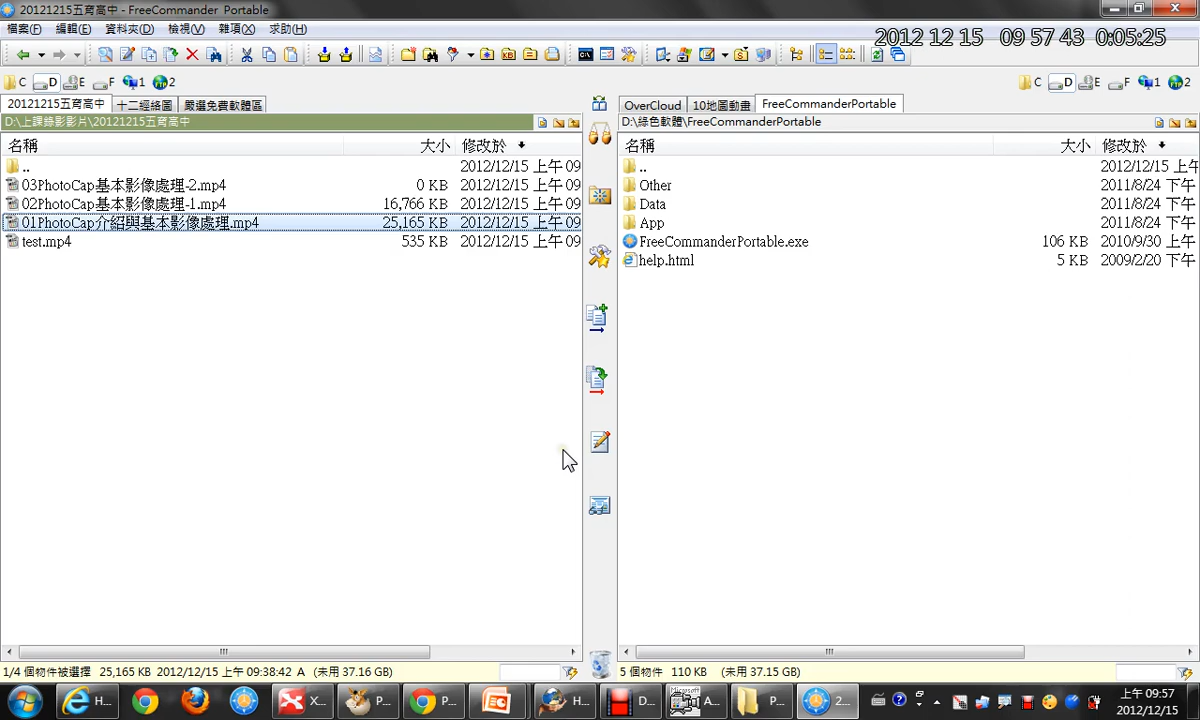 20121215五育高中 - FreeCommander Portable
檔案(F) 編輯(E) 資料夾(D) 檢視(V) 雜項(X) 求助(H)
2012 12 15 09 57 43 0:05:25
C D E F 1 2
C D E F 1 2
20121215五育高中 十二經絡圖 嚴選免費軟體區
OverCloud 10地圖動畫 FreeCommanderPortable
D:\上課錄影影片\20121215五育高中
D:\綠色軟體\FreeCommanderPortable
名稱 大小 修改於
.. 2012/12/15 上午 09
03PhotoCap基本影像處理-2.mp4 0 KB 2012/12/15 上午 09
02PhotoCap基本影像處理-1.mp4 16,766 KB 2012/12/15 上午 09
01PhotoCap介紹與基本影像處理.mp4 25,165 KB 2012/12/15 上午 09
test.mp4 535 KB 2012/12/15 上午 09
名稱 大小 修改於
.. 2012/12/15 上午
Other 2011/8/24 下午
Data 2011/8/24 下午
App 2011/8/24 下午
FreeCommanderPortable.exe 106 KB 2010/9/30 上午
help.html 5 KB 2009/2/20 下午
1/4 個物件被選擇 25,165 KB 2012/12/15 上午 09:38:42 A (未用 37.16 GB)
5 個物件 110 KB (未用 37.15 GB)
H... X... P... P... H... D... A... P... 2...
上午 09:57
2012/12/15